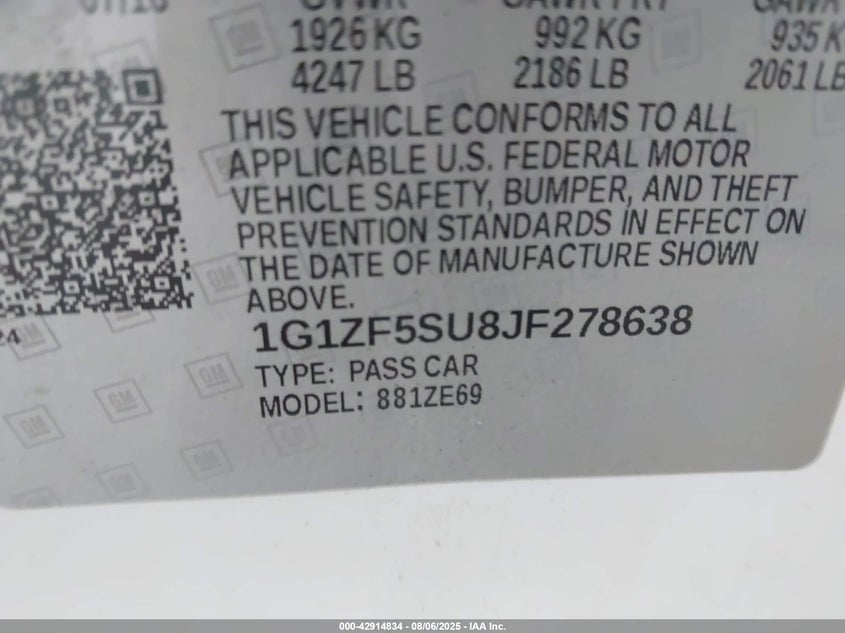 1926 KG 992 KG 935 K
4247 LB 2186 LB 2061 LB
THIS VEHICLE CONFORMS TO ALL
APPLICABLE U.S. FEDERAL MOTOR
VEHICLE SAFETY, BUMPER, AND THEFT
PREVENTION STANDARDS IN EFFECT ON
THE DATE OF MANUFACTURE SHOWN
ABOVE.
1G1ZF5SU8JF278638
TYPE: PASS CAR
MODEL: 881ZE69
GM
000-42914834 - 08/06/2025 - IAA Inc.